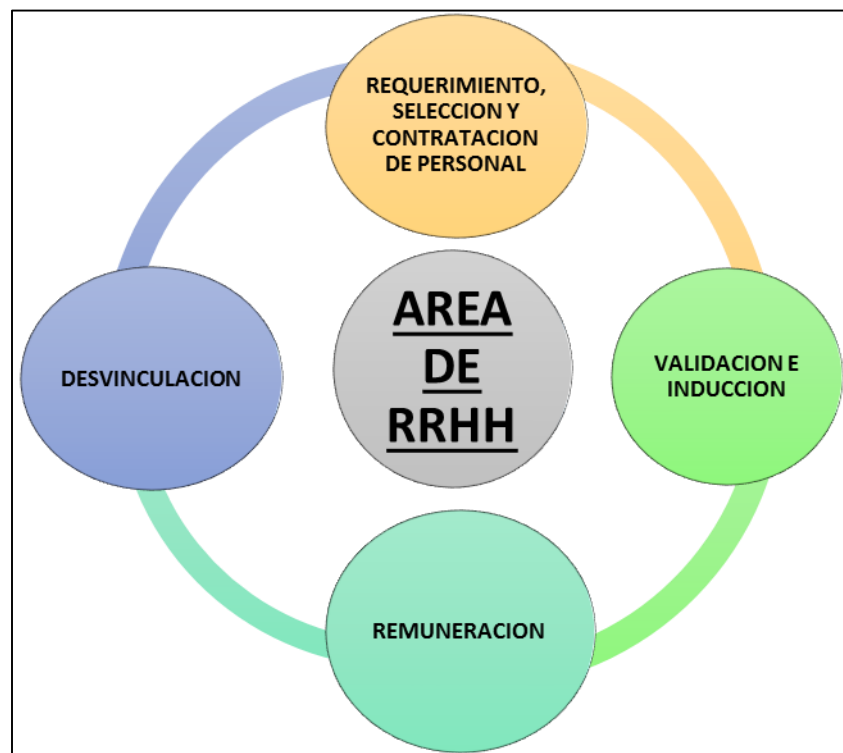 REQUERIMIENTO,
SELECCION Y
CONTRATACION
DE PERSONAL
AREA
DE
RRHH
DESVINCULACION
VALIDACION E
INDUCCION
REMUNERACION